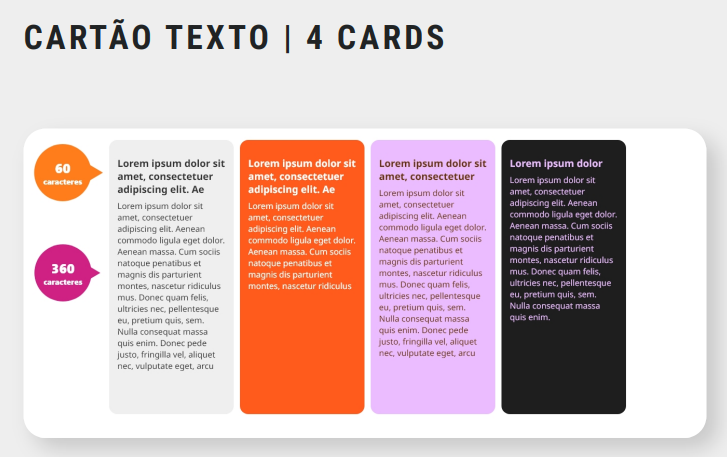 CARTÃO TEXTO | 4 CARDS
60
caracteres
360
caracteres
Lorem ipsum dolor sit
amet, consectetuer
adipiscing elit. Ae
Lorem ipsum dolor sit
amet, consectetuer
adipiscing elit. Aenean
commodo ligula eget dolor.
Aenean massa. Cum sociis
natoque penatibus et
magnis dis parturient
montes, nascetur ridiculus
mus. Donec quam felis,
ultricies nec, pellentesque
eu, pretium quis, sem.
Nulla consequat massa
quis enim. Donec pede
justo, fringilla vel, aliquet
nec, vulputate eget, arcu
Lorem ipsum dolor sit
amet, consectetuer
adipiscing elit. Ae
Lorem ipsum dolor sit
amet, consectetuer
adipiscing elit. Aenean
commodo ligula eget dolor.
Aenean massa. Cum sociis
natoque penatibus et
magnis dis parturient
montes, nascetur ridiculus
Lorem ipsum dolor sit
amet, consectetuer
Lorem ipsum dolor sit
amet, consectetuer
adipiscing elit. Aenean
commodo ligula eget dolor.
Aenean massa. Cum sociis
natoque penatibus et
magnis dis parturient
montes, nascetur ridiculus
mus. Donec quam felis,
ultricies nec, pellentesque
eu, pretium quis, sem.
Nulla consequat massa
quis enim. Donec pede
justo, fringilla vel, aliquet
nec, vulputate eget, arcu
Lorem ipsum dolor
Lorem ipsum dolor sit
amet, consectetuer
adipiscing elit. Aenean
commodo ligula eget dolor.
Aenean massa. Cum sociis
natoque penatibus et
magnis dis parturient
montes, nascetur ridiculus
mus. Donec quam felis,
ultricies nec, pellentesque
eu, pretium quis, sem.
Nulla consequat massa
quis enim.